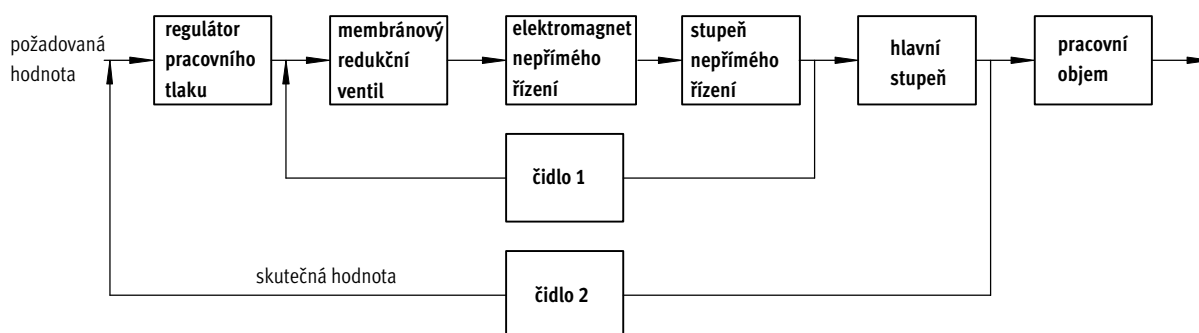 požadovaná
hodnota
regulátor
pracovního
tlaku
membránový
redukční
ventil
elektromagnet
nepřímého
řízení
stupeň
nepřímého
řízení
hlavní
stupeň
pracovní
objem
čidlo 1
skutečná hodnota
čidlo 2